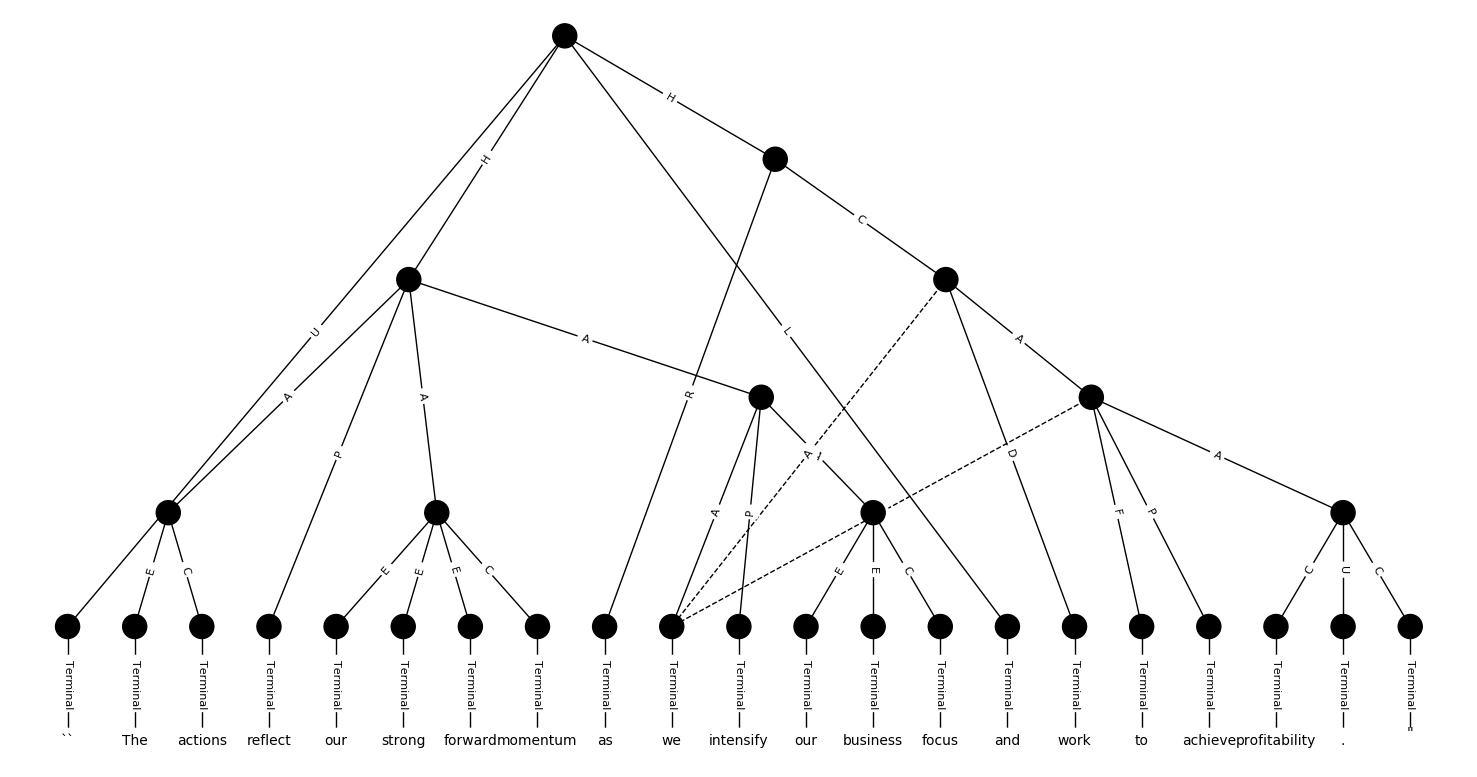 H
H
C
U
L
A
A
R
A
A
P
A
A
D
A
A
P
F
P
E
C
E
E
E
C
E
E
C
C
U
C
Terminal Terminal Terminal Terminal Terminal Terminal Terminal Terminal Terminal Terminal Terminal Terminal Terminal Terminal Terminal Terminal Terminal Terminal Terminal Terminal Terminal
`` The actions reflect our strong forward momentum as we intensify our business focus and work to achieve profitability .